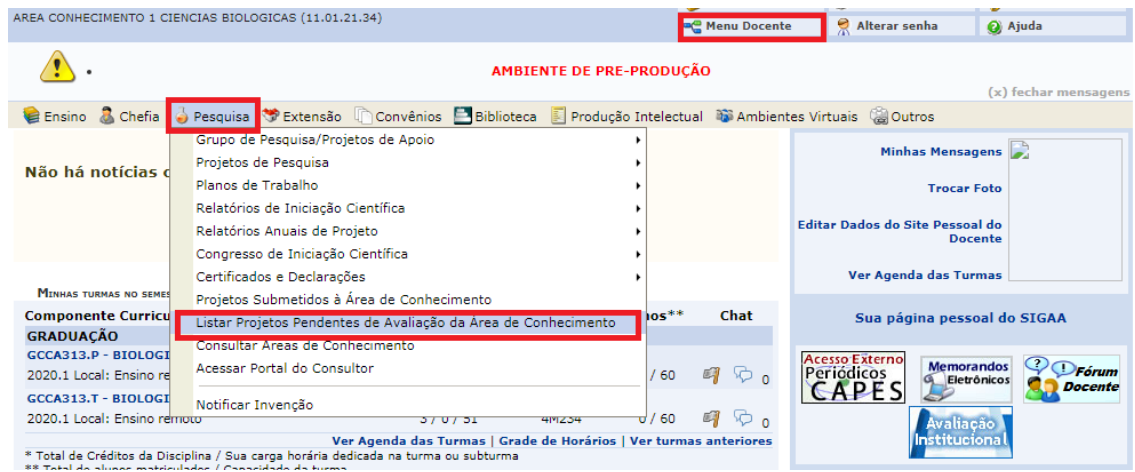 AREA CONHECIMENTO 1 CIENCIAS BIOLOGICAS (11.01.21.34)
Menu Docente
Alterar senha
Ajuda
AMBIENTE DE PRE-PRODUÇÃO
(x) fechar mensagens
Ensino Chefia Pesquisa Extensão Convênios Biblioteca Produção Intelectual Ambientes Virtuais Outros
Grupo de Pesquisa/Projetos de Apoio
Projetos de Pesquisa
Planos de Trabalho
Relatórios de Iniciação Científica
Relatórios Anuais de Projeto
Congresso de Iniciação Científica
Certificados e Declarações
Projetos Submetidos à Área de Conhecimento
Listar Projetos Pendentes de Avaliação da Área de Conhecimento
Consultar Áreas de Conhecimento
Acessar Portal do Consultor
Notificar Invenção
Não há notícias
Minhas Mensagens
Trocar Foto
Editar Dados do Site Pessoal do
Docente
Ver Agenda das Turmas
MINHAS TURMAS NO
Componente
Chat
GRADUAÇÃO
GCCA313.P -
2020.1 Local: Ensino
/ 60
0
GCCA313.T -
2020.1 Local: Ensino remoto 3 / 0 / 51 4M234 0 / 60
0
Ver Agenda das Turmas | Grade de Horários | Ver turmas anteriores
* Total de Créditos da Disciplina / Sua carga horária dedicada na turma ou subturma
** Total de alunos matriculados / Capacidade da turma
Sua página pessoal do SIGAA
Acesso Externo
Periódicos
CAPES
Memorandos
Eletrônicos
Fórum
Docente
Avaliação
Institucional